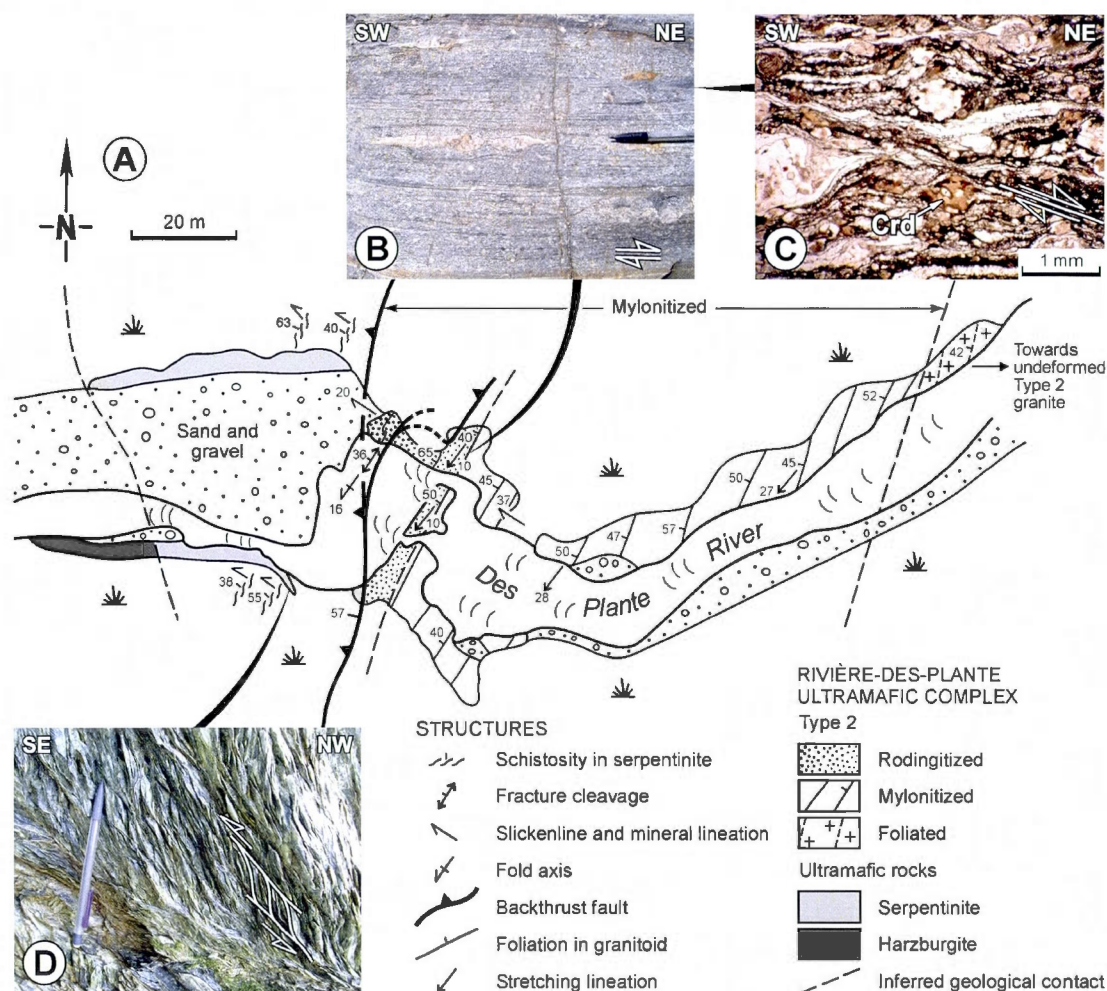 SW
NE
B
SW
NE
Crd
C
1 mm
A
N
20 m
Mylonitized
63
40
42
Towards
undeformed
Type 2
granite
20
52
Sand and
gravel
40
65
36
10
45
45
50
27
16
50
37
10
57
47
50
River
Des
28
Plante
38
55
57
40
SE
NW
D
STRUCTURES
Schistosity in serpentinite
Fracture cleavage
Slickenline and mineral lineation
Fold axis
Backthrust fault
Foliation in granitoid
Stretching lineation
RIVIÈRE-DES-PLANTE
ULTRAMAFIC COMPLEX
Type 2
Rodingitized
Mylonitized
Foliated
Ultramafic rocks
Serpentinite
Harzburgite
Inferred geological contact